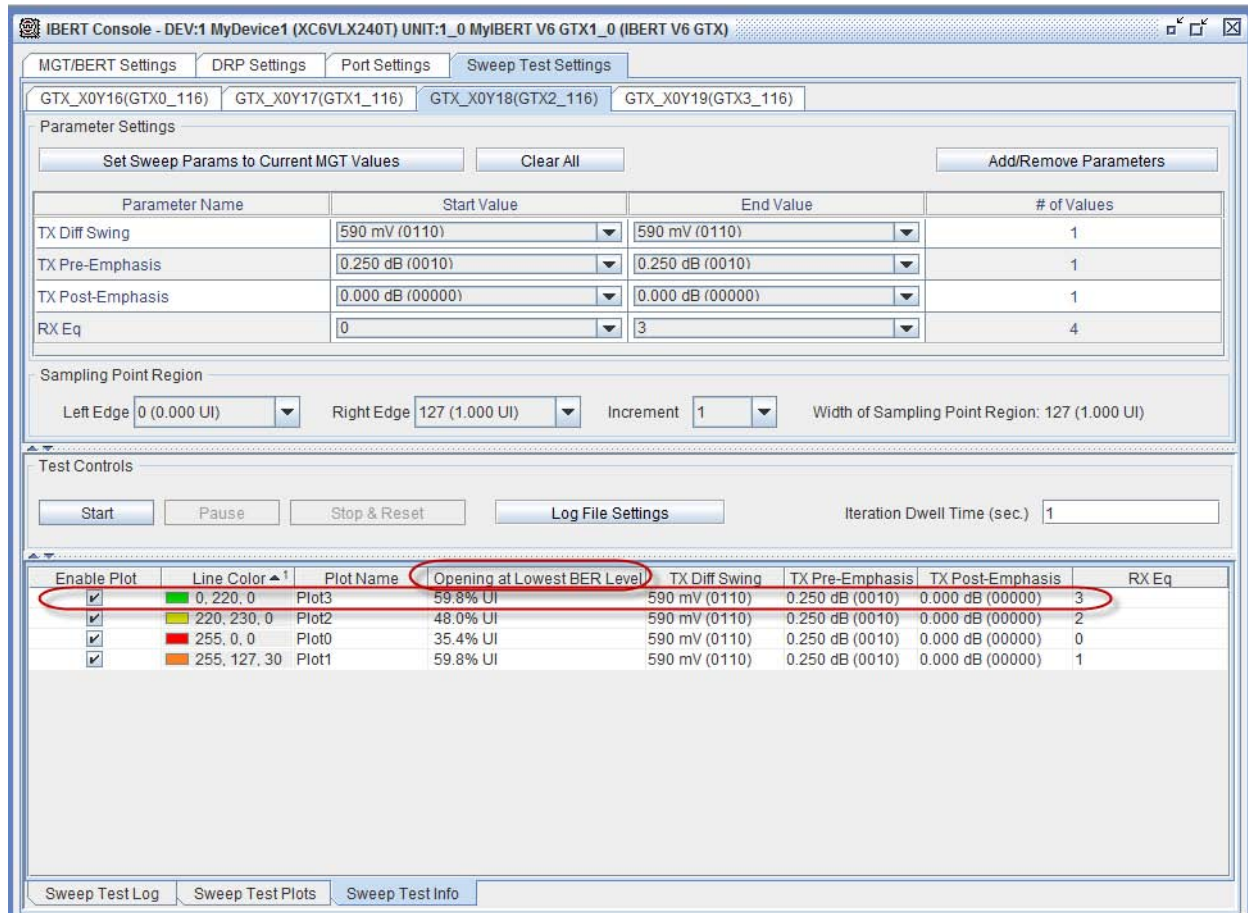 IBERT Console - DEV:1 MyDevice1 (XC6VLX240T) UNIT:1_0 MyIBERT V6 GTX1_0 (IBERT V6 GTX)
MGT/BERT Settings DRP Settings Port Settings Sweep Test Settings
GTX_X0Y16(GTX0_116) GTX_X0Y17(GTX1_116) GTX_X0Y18(GTX2_116) GTX_X0Y19(GTX3_116)
Parameter Settings
Set Sweep Params to Current MGT Values Clear All Add/Remove Parameters
Parameter Name Start Value End Value # of Values
TX Diff Swing 590 mV (0110) 590 mV (0110) 1
TX Pre-Emphasis 0.250 dB (0010) 0.250 dB (0010) 1
TX Post-Emphasis 0.000 dB (00000) 0.000 dB (00000) 1
RX Eq 0 3 4
Sampling Point Region
Left Edge 0 (0.000 UI) Right Edge 127 (1.000 UI) Increment 1 Width of Sampling Point Region: 127 (1.000 UI)
Test Controls
Start Pause Stop & Reset Log File Settings Iteration Dwell Time (sec.) 1
Enable Plot Line Color 1 Plot Name Opening at Lowest BER Level TX Diff Swing TX Pre-Emphasis TX Post-Emphasis RX Eq
0, 220, 0 Plot3 59.8% UI 590 mV (0110) 0.250 dB (0010) 0.000 dB (00000) 3
220, 230, 0 Plot2 48.0% UI 590 mV (0110) 0.250 dB (0010) 0.000 dB (00000) 2
255, 0, 0 Plot0 35.4% UI 590 mV (0110) 0.250 dB (0010) 0.000 dB (00000) 0
255, 127, 30 Plot1 59.8% UI 590 mV (0110) 0.250 dB (0010) 0.000 dB (00000) 1
Sweep Test Log Sweep Test Plots Sweep Test Info